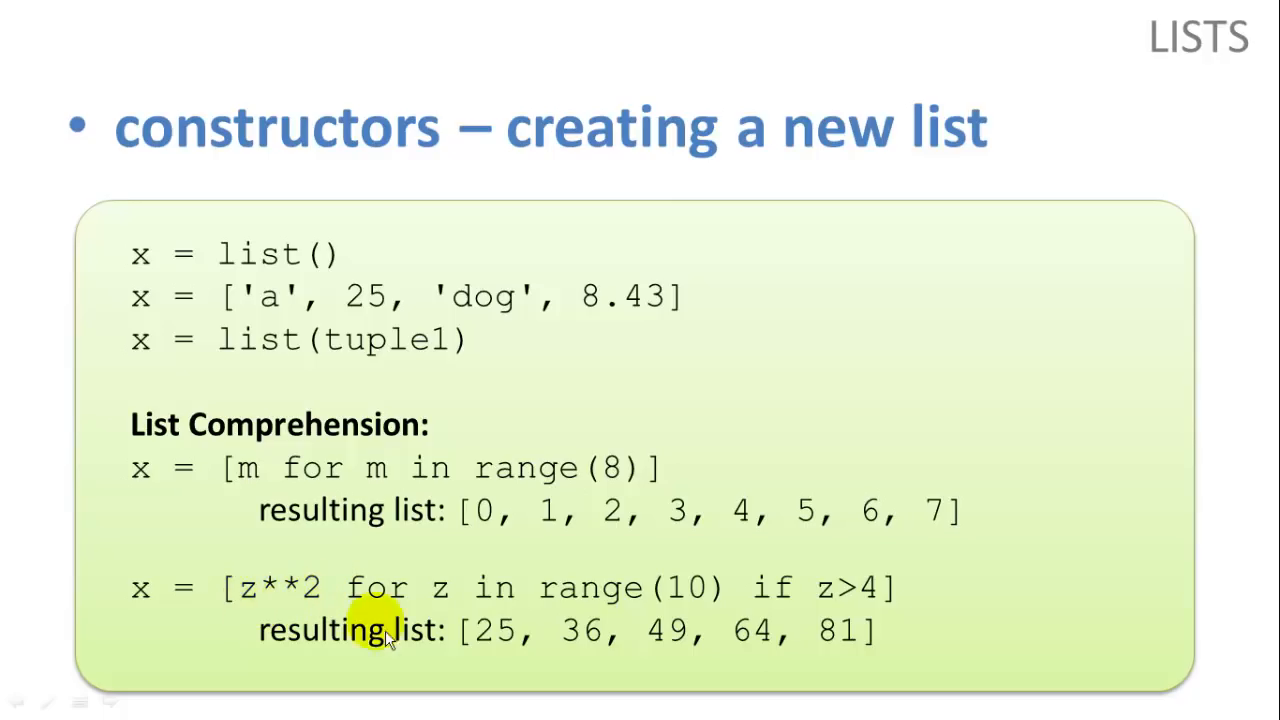 LISTS
• constructors – creating a new list
x = list()
x = ['a', 25, 'dog', 8.43]
x = list(tuple1)
List Comprehension:
x = [m for m in range(8)]
resulting list: [0, 1, 2, 3, 4, 5, 6, 7]
x = [z**2 for z in range(10) if z>4]
resulting list: [25, 36, 49, 64, 81]